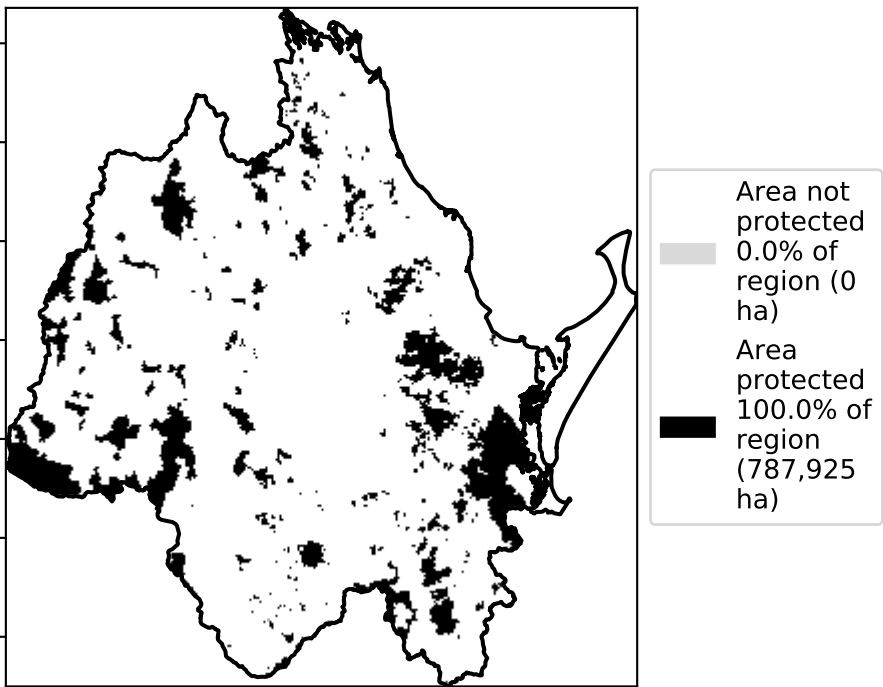 Area not
protected
0.0% of
region (0
ha)
Area
protected
100.0% of
region
(787,925
ha)